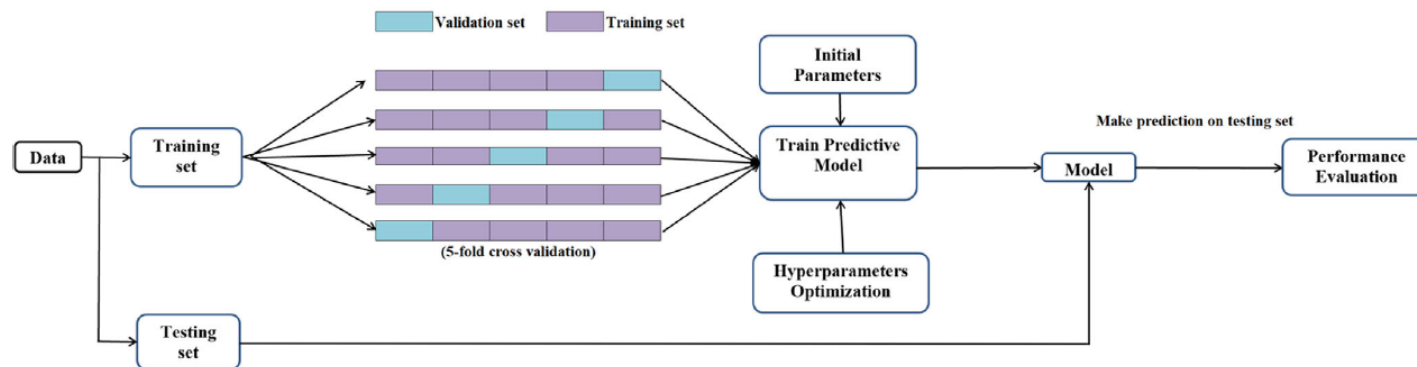 Validation set
Training set
Initial
Parameters
Make prediction on testing set
Data
Training
set
Train Predictive
Model
Model
Performance
Evaluation
(5-fold cross validation)
Hyperparameters
Optimization
Testing
set